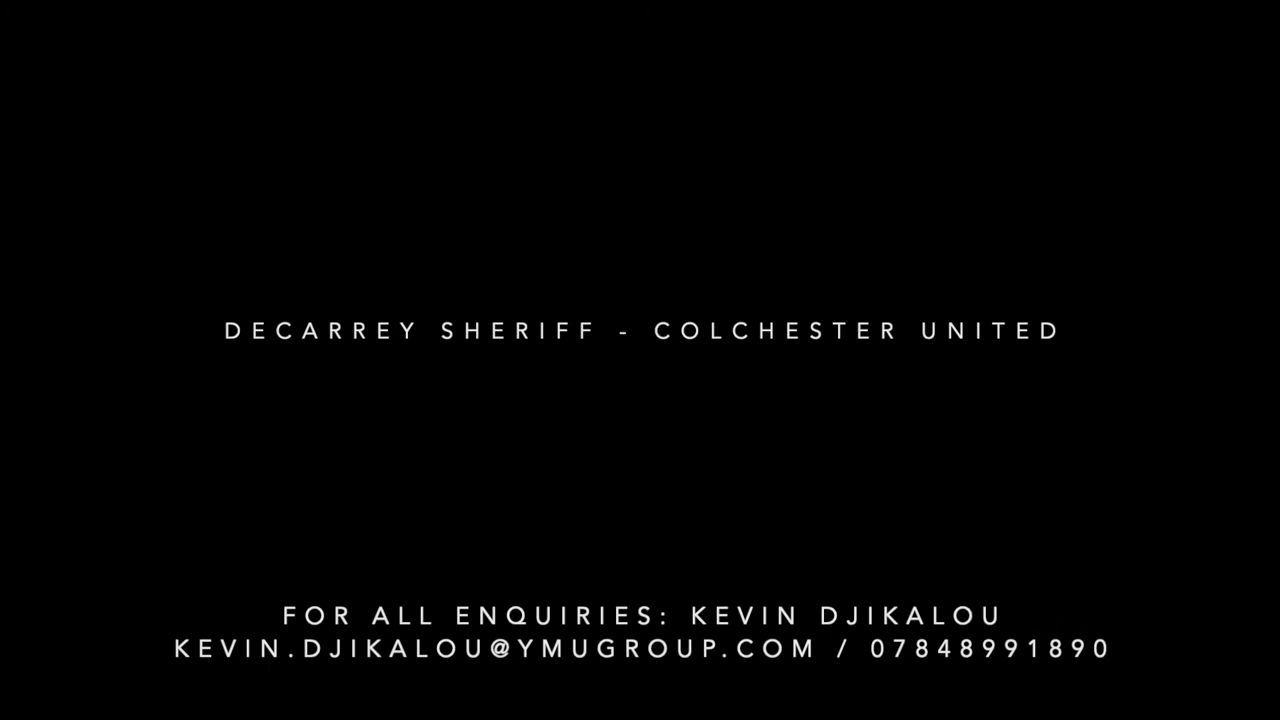 DECARREY SHERIFF - COLCHESTER UNITED
FOR ALL ENQUIRIES: KEVIN DJIKALOU
KEVIN.DJIKALOU@YMUGROUP.COM / 07848991890